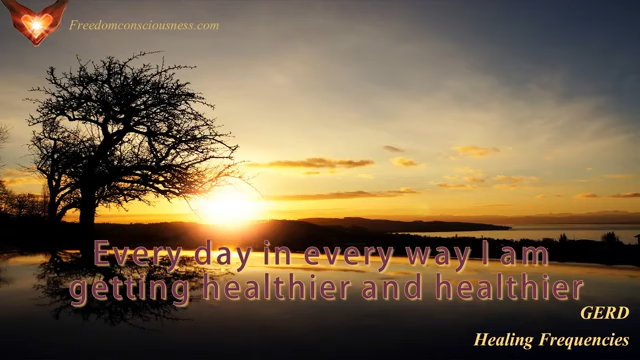 Freedomconsciousness.com
Every day in every way I am
getting healthier and healthier
GERD
Healing Frequencies